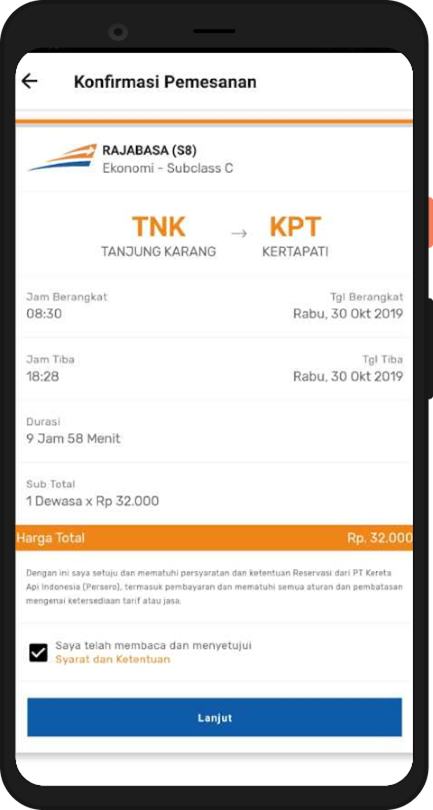 Konfirmasi Pemesanan
RAJABASA (S8)
Ekonomi - Subclass C
TNK → KPT
TANJUNG KARANG KERTAPATI
Jam Berangkat Tgl Berangkat
08:30 Rabu, 30 Okt 2019
Jam Tiba Tgl Tiba
18:28 Rabu, 30 Okt 2019
Durasi
9 Jam 58 Menit
Sub Total
1 Dewasa x Rp 32.000
Harga Total Rp. 32.000
Dengan ini saya setuju dan mematuhi persyaratan dan ketentuan Reservasi dari PT Kereta
Api Indonesia (Persero), termasuk pembayaran dan mematuhi semua aturan dan pembatasan
mengenai ketersediaan tarif atau jasa.
Saya telah membaca dan menyetujui
Syarat dan Ketentuan
Lanjut